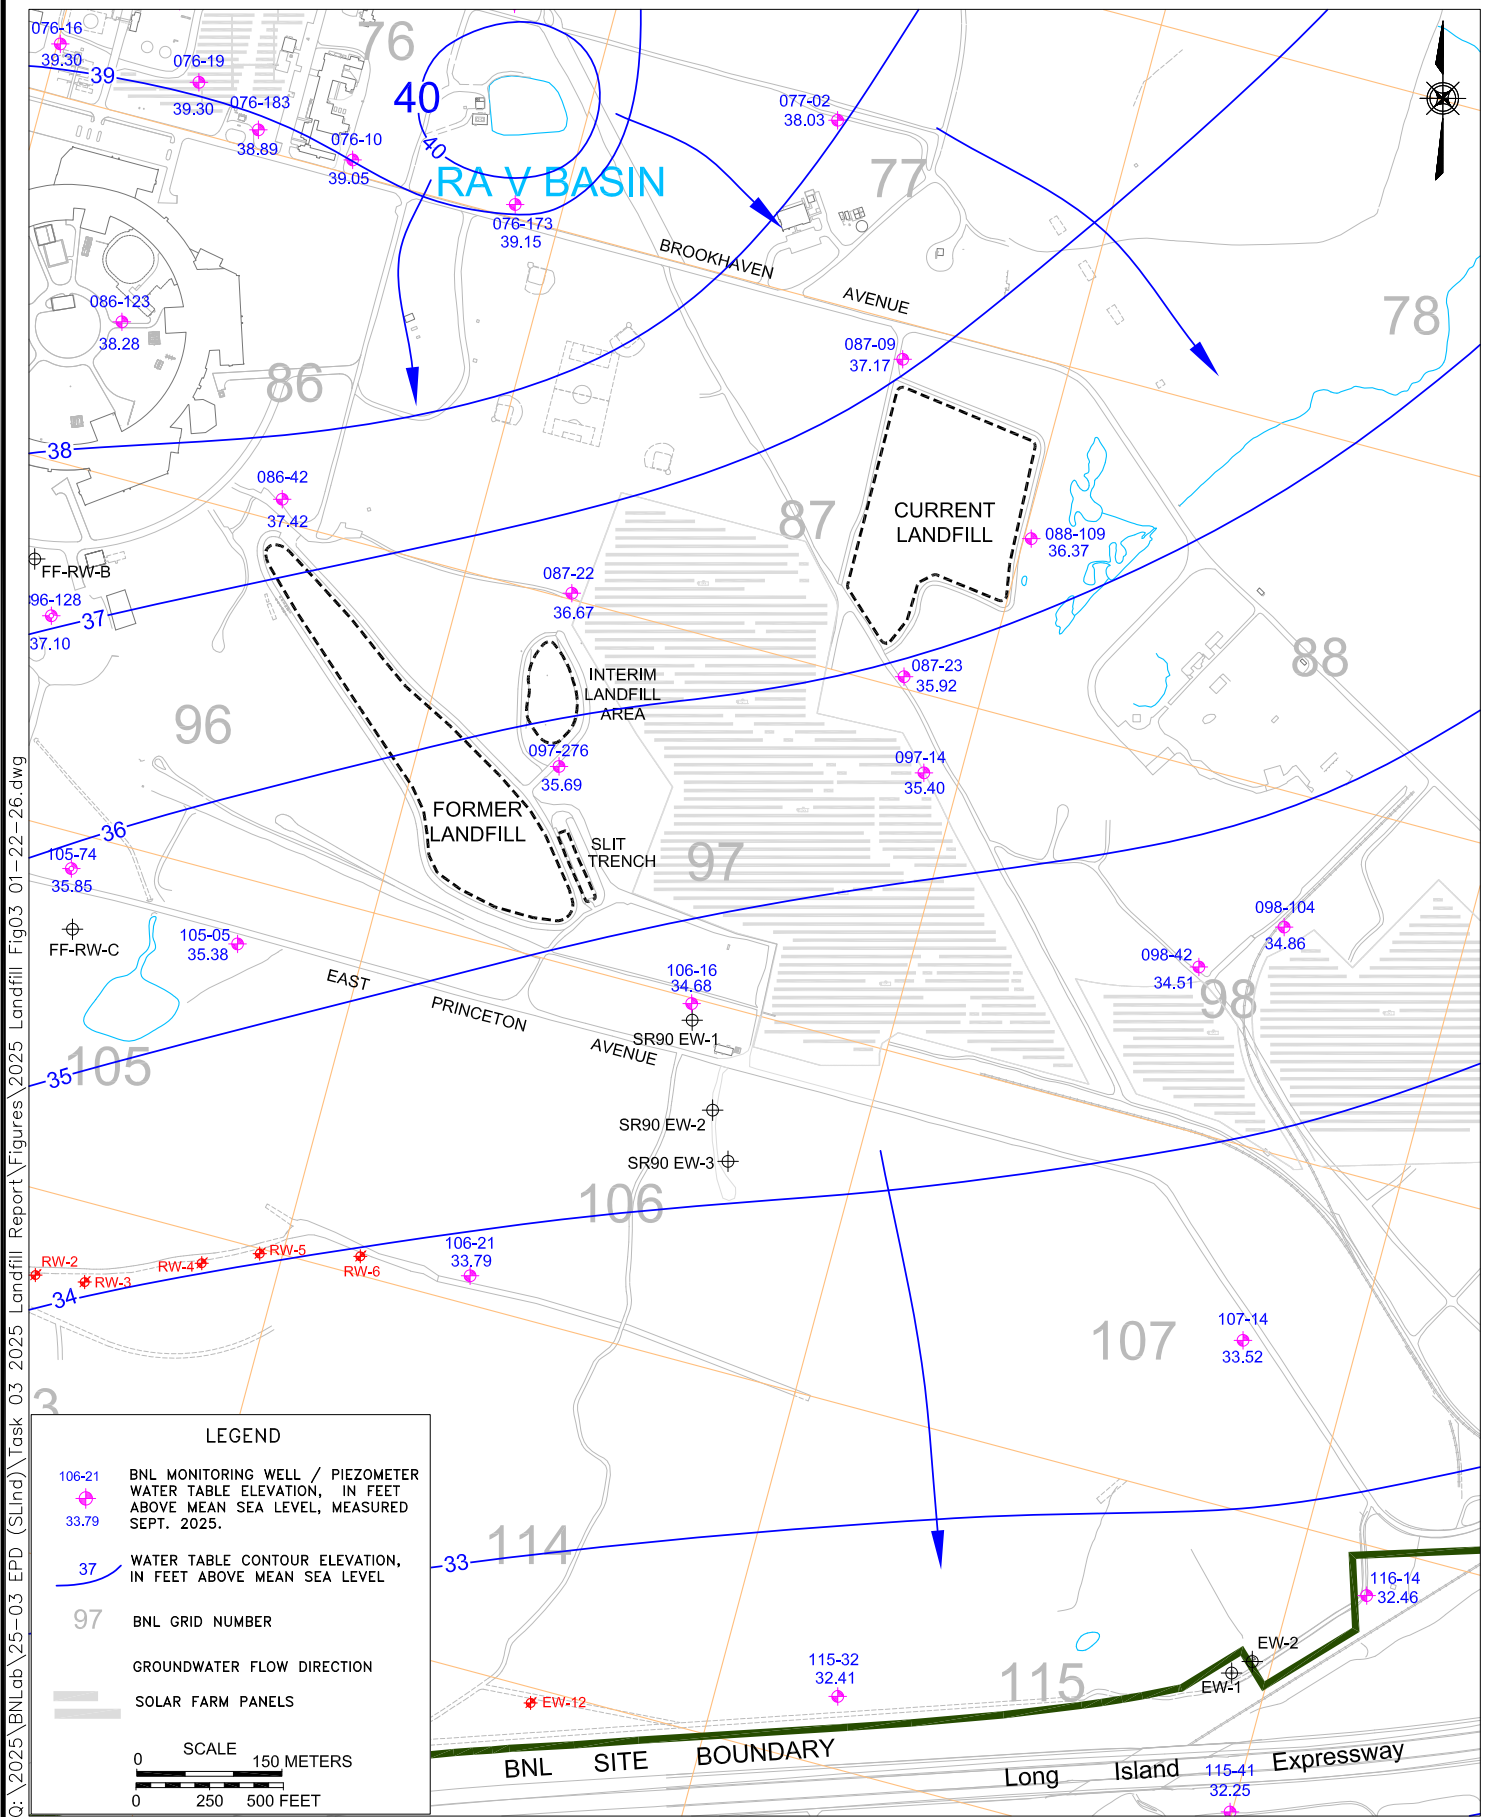 076-16
39.30
39
076-19
39.30
076-183
38.89
076-10
39.05
76
40
40
RA V BASIN
076-173
39.15
077-02
38.03
77
BROOKHAVEN
AVENUE
78
086-123
38.28
86
087-09
37.17
38
086-42
37.42
87
CURRENT
LANDFILL
088-109
36.37
FF-RW-B
96-128
37.10
37
087-22
36.67
INTERIM
LANDFILL
AREA
087-23
35.92
88
96
097-276
35.69
097-14
35.40
FORMER
LANDFILL
SLIT
TRENCH
97
36
105-74
35.85
FF-RW-C
105-05
35.38
EAST
PRINCETON
AVENUE
106-16
34.68
SR90 EW-1
098-104
34.86
098-42
34.51
98
105
35
SR90 EW-2
SR90 EW-3
106
RW-2
RW-3
RW-4
RW-5
RW-6
34
106-21
33.79
107
107-14
33.52
3
114
33
115-32
32.41
115
EW-12
116-14
32.46
EW-2
EW-1
BNL SITE BOUNDARY
Long Island Expressway
115-41
32.25
LEGEND
106-21
33.79
BNL MONITORING WELL / PIEZOMETER
WATER TABLE ELEVATION, IN FEET
ABOVE MEAN SEA LEVEL, MEASURED
SEPT. 2025.
37
WATER TABLE CONTOUR ELEVATION,
IN FEET ABOVE MEAN SEA LEVEL
97
BNL GRID NUMBER
GROUNDWATER FLOW DIRECTION
SOLAR FARM PANELS
SCALE
0 150 METERS
0 250 500 FEET
Q:\2025\BNLab\25-03 EPD (SLInd)\Task 03 2025 Landfill Report\Figures\2025 Landfill Fig03 01-22-26.dwg